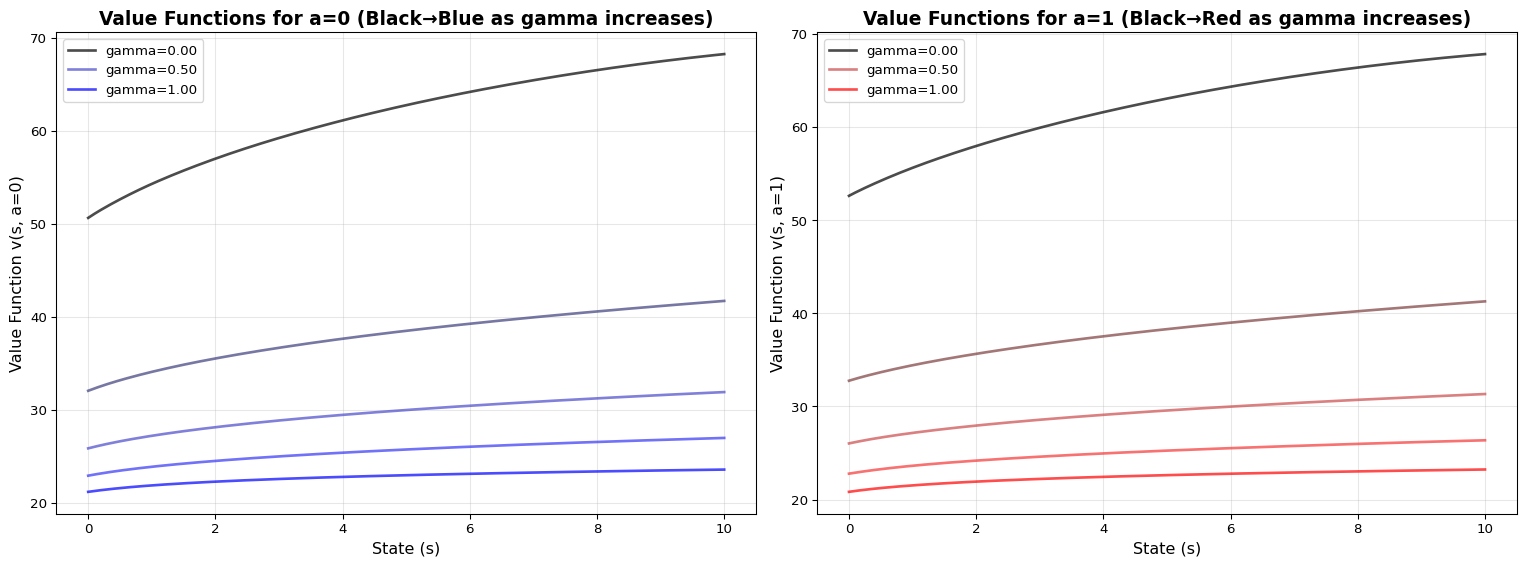 Value Functions for a=0 (Black→Blue as gamma increases)
gamma=0.00
gamma=0.50
gamma=1.00
Value Function v(s, a=0)
70
60
50
40
30
20
0 2 4 6 8 10
State (s)
Value Functions for a=1 (Black→Red as gamma increases)
gamma=0.00
gamma=0.50
gamma=1.00
Value Function v(s, a=1)
70
60
50
40
30
20
0 2 4 6 8 10
State (s)